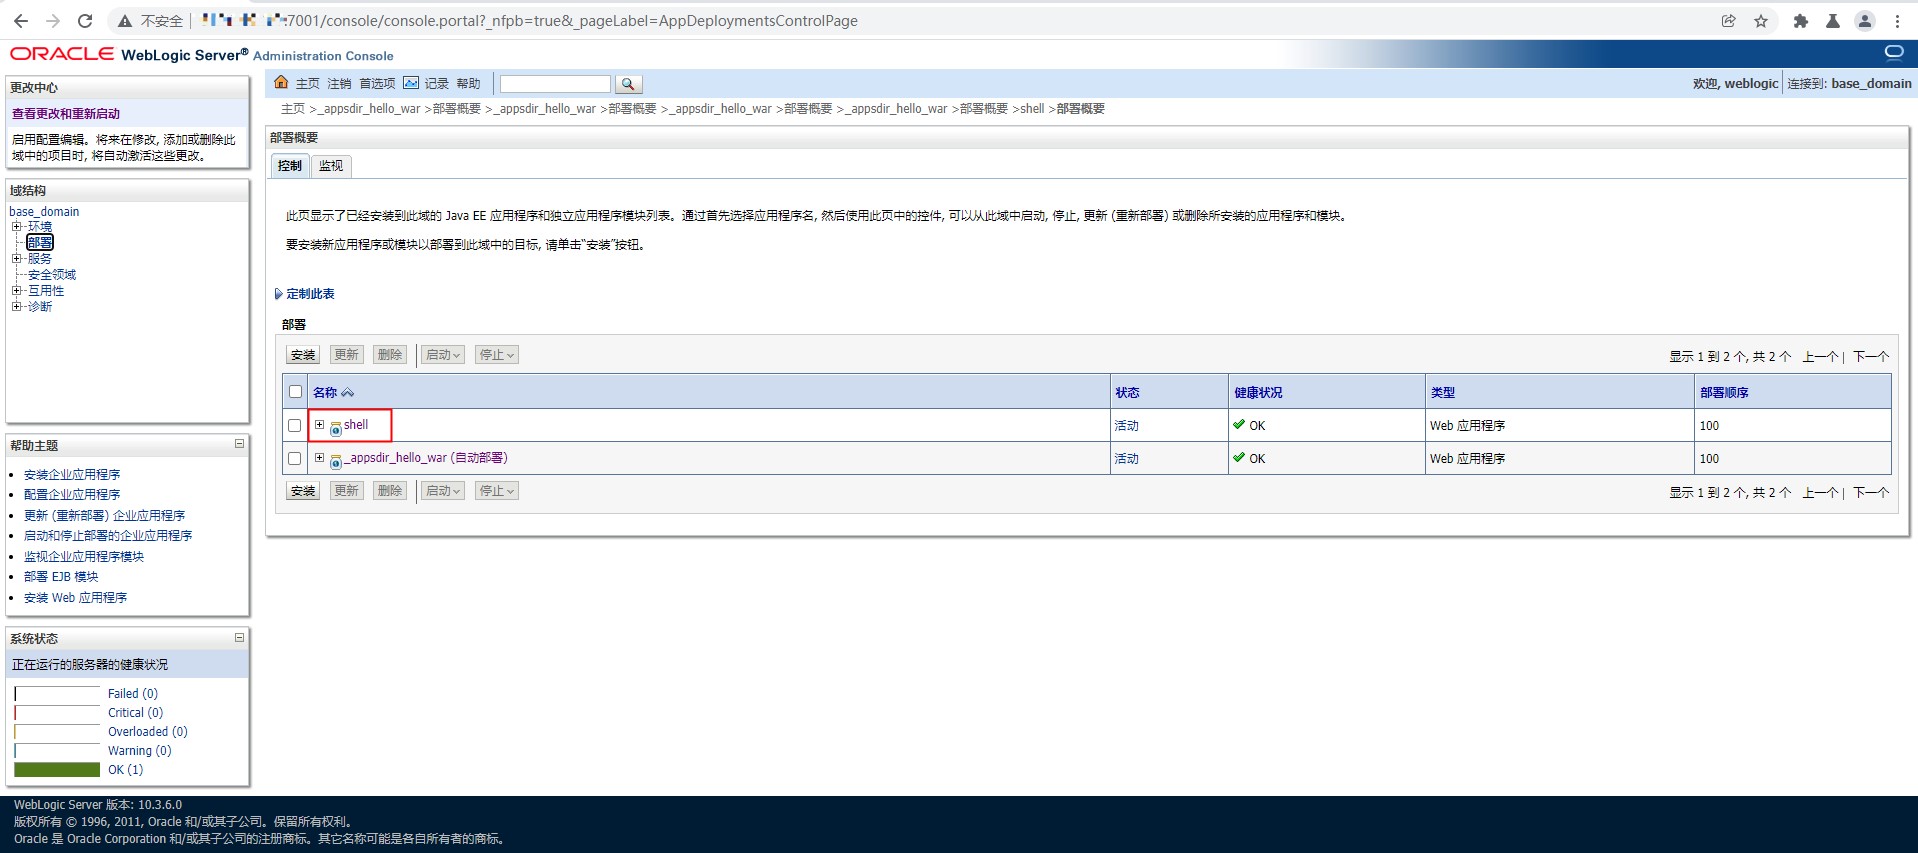 不安全 :7001/console/console.portal?_nfpb=true&_pageLabel=AppDeploymentsControlPage
ORACLE WebLogic Server® Administration Console
更改中心
查看更改和重新启动
启用配置编辑。将来在修改, 添加或删除此
域中的项目时, 将自动激活这些更改。
域结构
base_domain
环境
部署
服务
安全领域
互用性
诊断
帮助主题
安装企业应用程序
配置企业应用程序
更新 (重新部署) 企业应用程序
启动和停止部署的企业应用程序
监视企业应用程序模块
部署 EJB 模块
安装 Web 应用程序
系统状态
正在运行的服务器的健康状况
Failed (0)
Critical (0)
Overloaded (0)
Warning (0)
OK (1)
主页 注销 首选项 记录 帮助
欢迎, weblogic 连接到: base_domain
主页 >_appsdir_hello_war >部署概要 >_appsdir_hello_war >部署概要 >_appsdir_hello_war >部署概要 >_appsdir_hello_war >部署概要 >shell >部署概要
部署概要
控制 监视
此页显示了已经安装到此域的 Java EE 应用程序和独立应用程序模块列表。通过首先选择应用程序名, 然后使用此页中的控件, 可以从此域中启动, 停止, 更新 (重新部署) 或删除所安装的应用程序和模块。
要安装新应用程序或模块以部署到此域中的目标, 请单击“安装”按钮。
定制此表
部署
安装 更新 删除 启动 停止 显示 1 到 2 个, 共 2 个 上一个 | 下一个
名称 状态 健康状况 类型 部署顺序
shell 活动 OK Web 应用程序 100
_appsdir_hello_war (自动部署) 活动 OK Web 应用程序 100
安装 更新 删除 启动 停止 显示 1 到 2 个, 共 2 个 上一个 | 下一个
WebLogic Server 版本: 10.3.6.0
版权所有 © 1996, 2011, Oracle 和/或其子公司。保留所有权利。
Oracle 是 Oracle Corporation 和/或其子公司的注册商标。其它名称可能是各自所有者的商标。